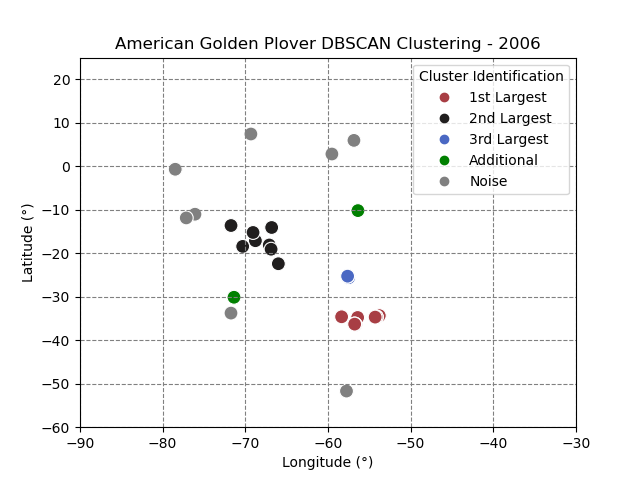 American Golden Plover DBSCAN Clustering - 2006
Cluster Identification
1st Largest
2nd Largest
3rd Largest
Additional
Noise
20
10
0
−10
−20
−30
−40
−50
−60
Latitude (°)
−90
−80
−70
−60
−50
−40
−30
Longitude (°)